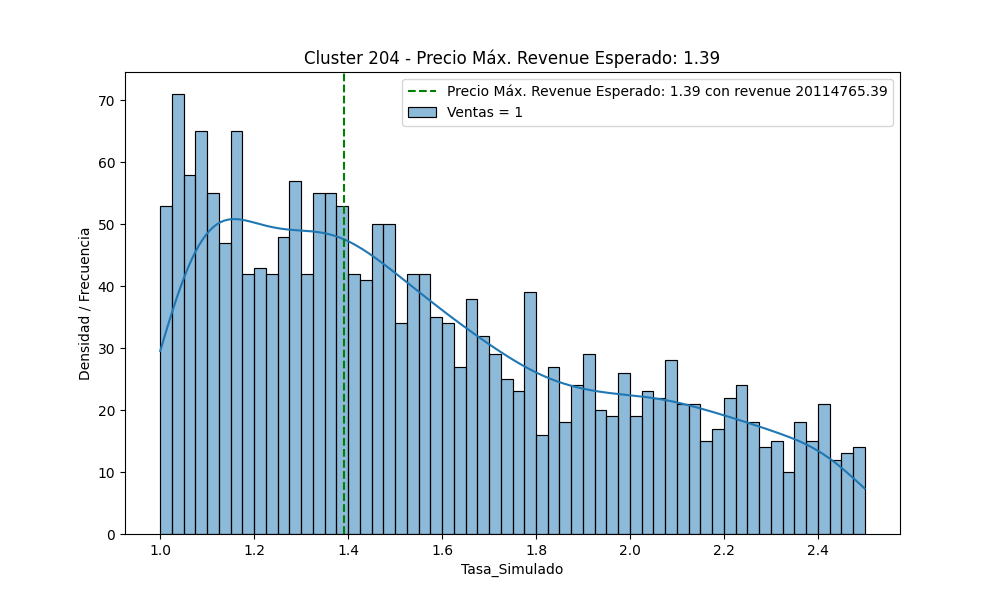 Cluster 204 - Precio Máx. Revenue Esperado: 1.39
Precio Máx. Revenue Esperado: 1.39 con revenue 20114765.39
Ventas = 1
Densidad / Frecuencia
70
60
50
40
30
20
10
0
1.0 1.2 1.4 1.6 1.8 2.0 2.2 2.4
Tasa_Simulado